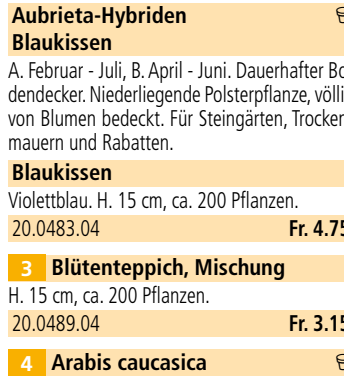 Aubrieta-Hybriden
Blaukissen
A. Februar - Juli, B. April - Juni. Dauerhafter Bo
dendecker. Niederliegende Polsterpflanze, völli
von Blumen bedeckt. Für Steingärten, Trocken
mauern und Rabatten.
Blaukissen
Violettblau. H. 15 cm, ca. 200 Pflanzen.
20.0483.04 Fr. 4.75
3 Blütenteppich, Mischung
H. 15 cm, ca. 200 Pflanzen.
20.0489.04 Fr. 3.15
4 Arabis caucasica